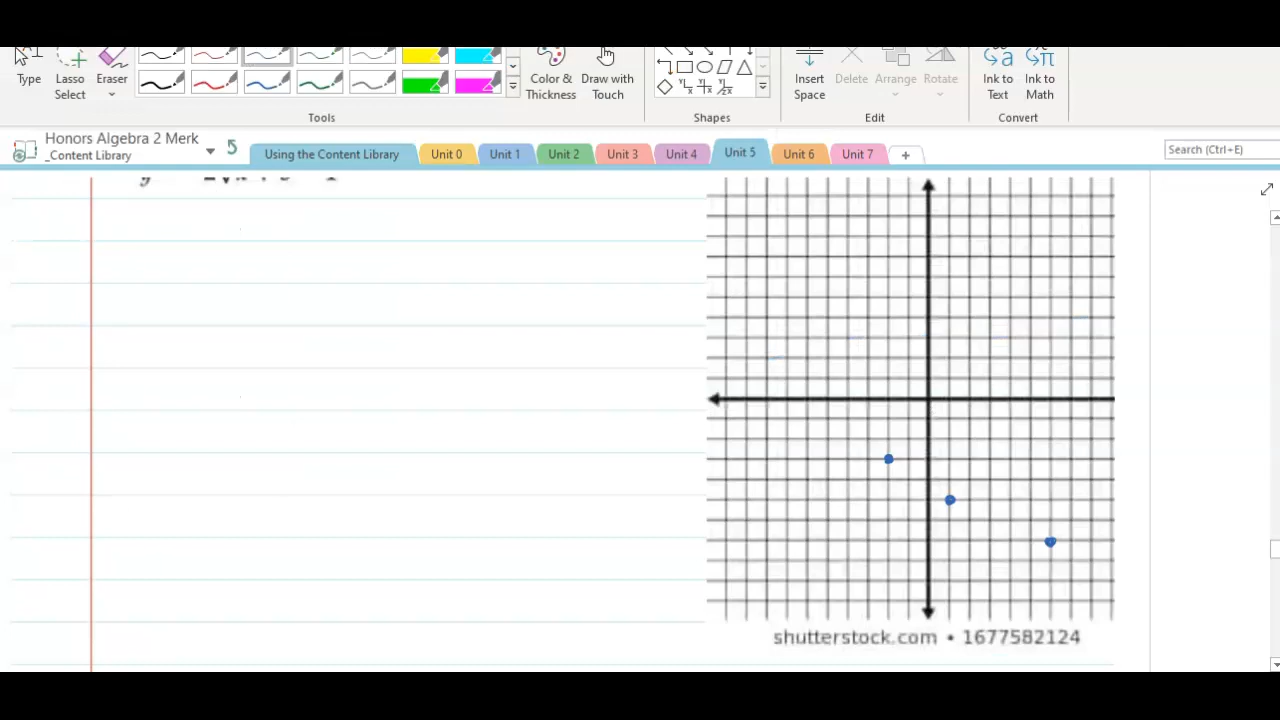 Type
Lasso
Select
Eraser
Color &
Thickness
Draw with
Touch
Insert
Space
Delete
Arrange
Rotate
Ink to
Text
Ink to
Math
Tools
Shapes
Edit
Convert
Honors Algebra 2 Merk
_Content Library
Using the Content Library
Unit 0
Unit 1
Unit 2
Unit 3
Unit 4
Unit 5
Unit 6
Unit 7
+
Search (Ctrl+E)
shutterstock.com • 1677582124